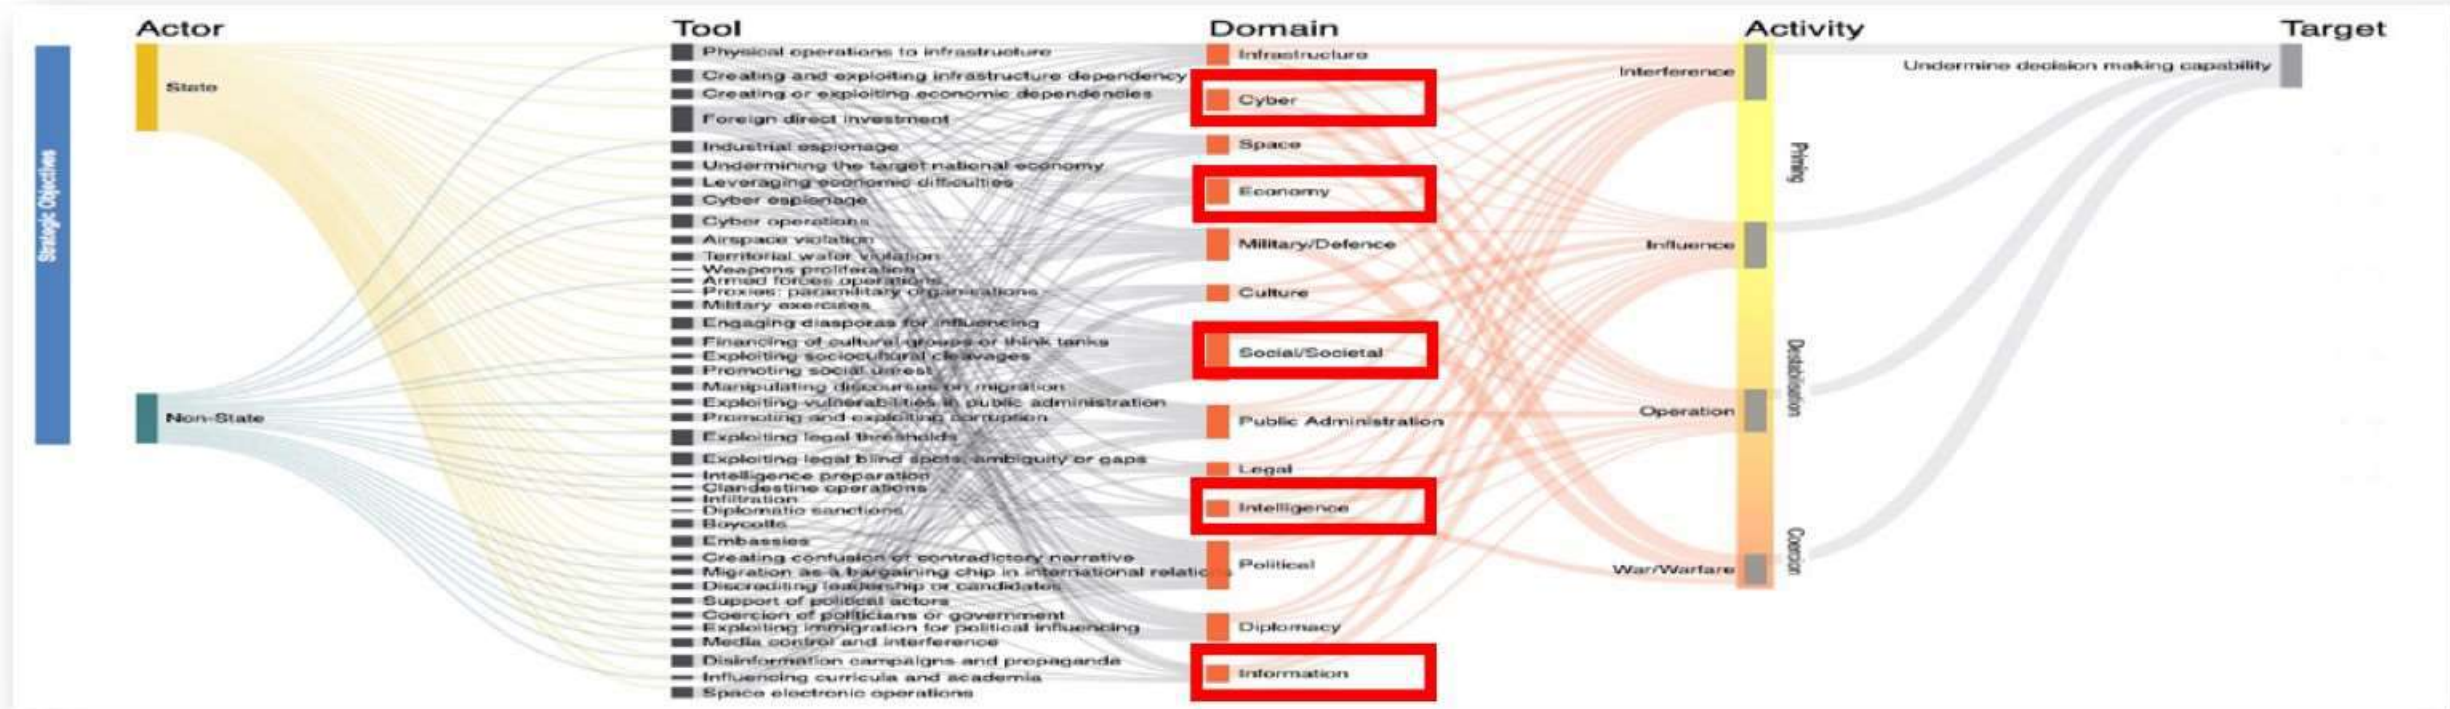 Actor
Tool
Domain
Activity
Target
Strategic Objectives
State
Non-State
Physical operations to infrastructure
Creating and exploiting infrastructure dependency
Creating or exploiting economic dependencies
Foreign direct investment
Industrial espionage
Undermining the target national economy
Leveraging economic difficulties
Cyber espionage
Cyber operations
Airspace violation
Territorial water violation
Weapons proliferation
Armed forces operations
Proxies: paramilitary organisations
Military exercises
Engaging diasporas for influencing
Financing of cultural groups or think tanks
Exploiting sociocultural cleavages
Promoting social unrest
Manipulating discourses on migration
Exploiting vulnerabilities in public administration
Promoting and exploiting corruption
Exploiting legal thresholds
Exploiting legal blind spots, ambiguity or gaps
Intelligence preparation
Clandestine operations
Infiltration
Diplomatic sanctions
Boycotts
Embassies
Creating confusion or contradictory narrative
Migration as a bargaining chip in international relations
Discrediting leadership or candidates
Support of political actors
Coercion of politicians or government
Exploiting immigration for political influencing
Media control and interference
Disinformation campaigns and propaganda
Influencing curricula and academia
Space electronic operations
Infrastructure
Cyber
Space
Economy
Military/Defence
Culture
Social/Societal
Public Administration
Legal
Intelligence
Political
Diplomacy
Information
Interference
Influence
Operation
War/Warfare
Priming
Destabilisation
Coercion
Undermine decision making capability